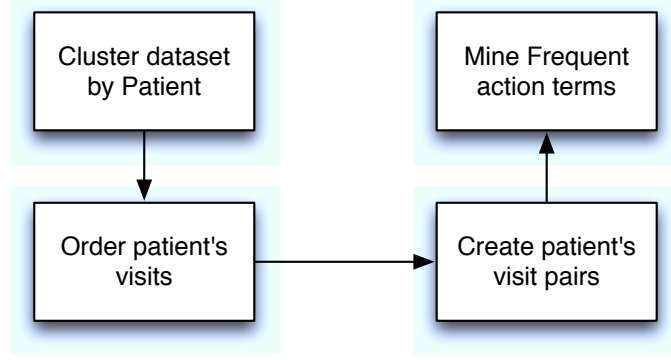 Cluster dataset
by Patient
Order patient's
visits
Create patient's
visit pairs
Mine Frequent
action terms